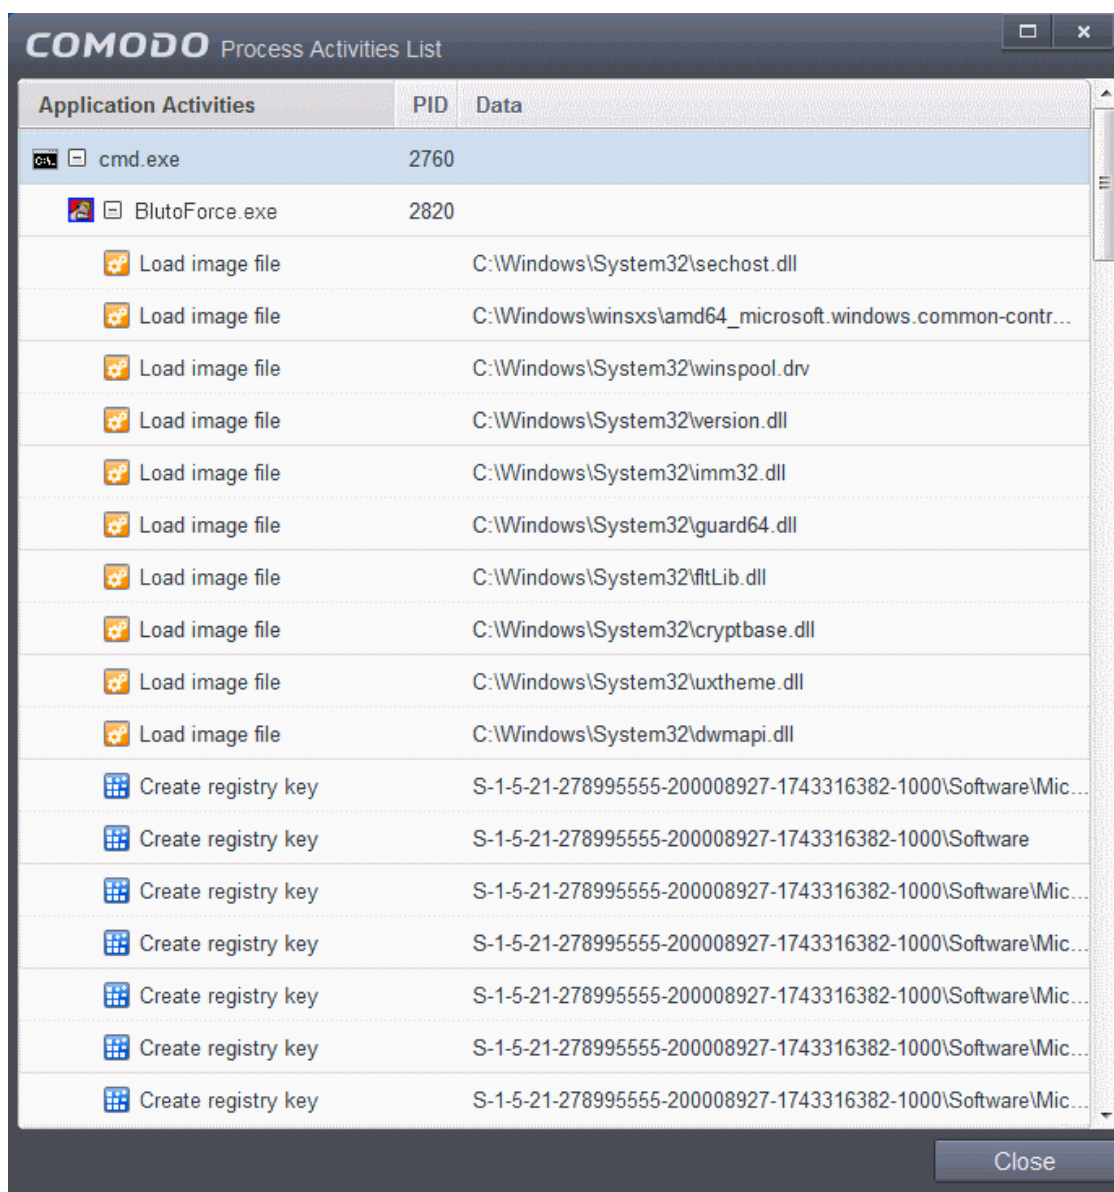 COMODO Process Activities List
Application Activities PID Data
C:\. cmd.exe 2760
BlutoForce.exe 2820
Load image file C:\Windows\System32\sechost.dll
Load image file C:\Windows\winsxs\amd64_microsoft.windows.common-contr...
Load image file C:\Windows\System32\winspool.drv
Load image file C:\Windows\System32\version.dll
Load image file C:\Windows\System32\imm32.dll
Load image file C:\Windows\System32\guard64.dll
Load image file C:\Windows\System32\fltLib.dll
Load image file C:\Windows\System32\cryptbase.dll
Load image file C:\Windows\System32\uxtheme.dll
Load image file C:\Windows\System32\dwmapi.dll
Create registry key S-1-5-21-278995555-200008927-1743316382-1000\Software\Mic...
Create registry key S-1-5-21-278995555-200008927-1743316382-1000\Software
Create registry key S-1-5-21-278995555-200008927-1743316382-1000\Software\Mic...
Create registry key S-1-5-21-278995555-200008927-1743316382-1000\Software\Mic...
Create registry key S-1-5-21-278995555-200008927-1743316382-1000\Software\Mic...
Create registry key S-1-5-21-278995555-200008927-1743316382-1000\Software\Mic...
Create registry key S-1-5-21-278995555-200008927-1743316382-1000\Software\Mic...
Close